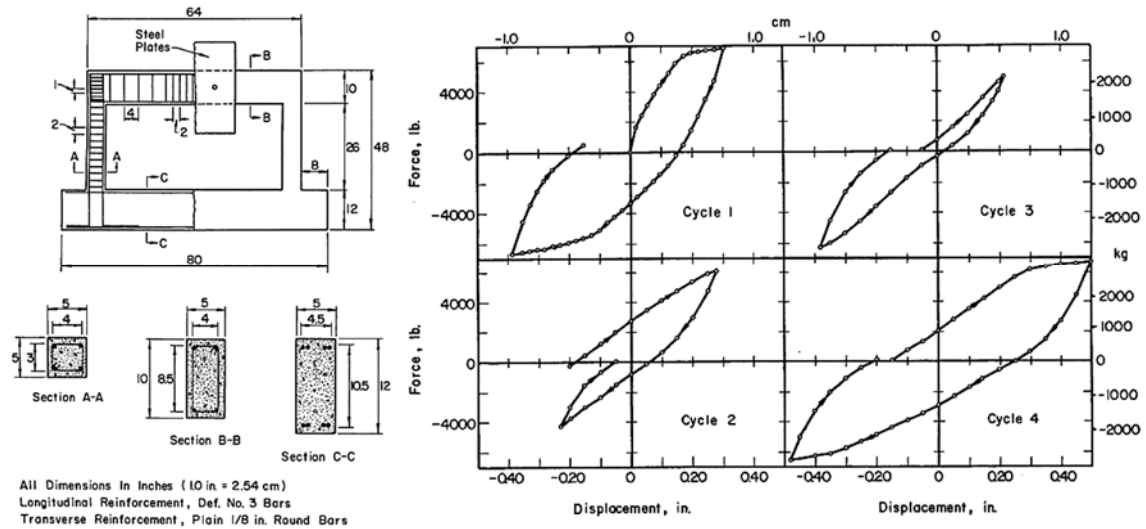 64
Steel
Plates
B
B
1
2
4
2
A
A
C
C
10
26
48
8
12
80
5
4
5
3
Section A-A
5
4
10
8.5
Section B-B
5
4.5
10.5
12
Section C-C
All Dimensions In Inches (1.0 in. = 2.54 cm)
Longitudinal Reinforcement, Def. No. 3 Bars
Transverse Reinforcement, Plain 1/8 in. Round Bars
cm
-1.0 0 1.0 -1.0 0 1.0
Force, lb.
4000
0
-4000
Cycle 1
2000
1000
0
-1000
-2000
kg
Cycle 3
Force, lb.
4000
0
-4000
Cycle 2
2000
1000
0
-1000
-2000
Cycle 4
-0.40 -0.20 0 0.20 0.40 -0.40 -0.20 0 0.20 0.40
Displacement, in. Displacement, in.